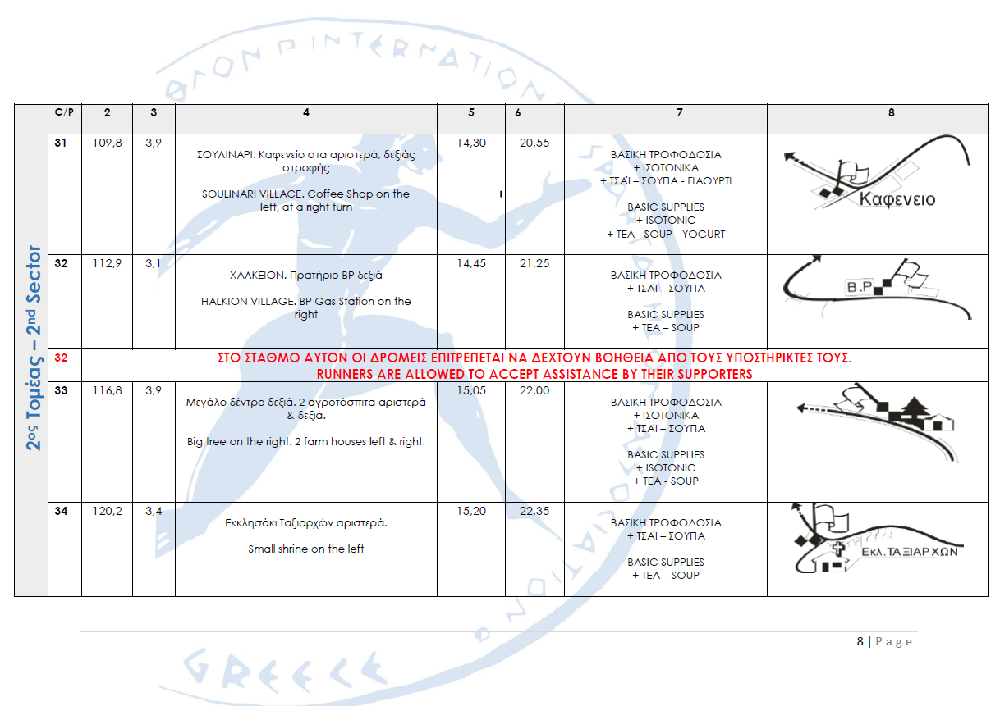 ΘΛΟΝ INTERNATION
SPARTATHLON ASSOCIATION
GREECE
C/P 2 3 4 5 6 7 8
2ος Τομέας – 2nd Sector
31 109,8 3,9 14,30 20,55
ΣΟΥΛΙΝΑΡΙ. Καφενείο στα αριστερά, δεξιάς
στροφής
SOULINARI VILLAGE. Coffee Shop on the
left, at a right turn
ΒΑΣΙΚΗ ΤΡΟΦΟΔΟΣΙΑ
+ ΙΣΟΤΟΝΙΚΑ
+ ΤΣΑΪ – ΣΟΥΠΑ - ΓΙΑΟΥΡΤΙ
BASIC SUPPLIES
+ ISOTONIC
+ TEA - SOUP - YOGURT
Καφενειο
32 112,9 3,1 14,45 21,25
ΧΑΛΚΕΙΟΝ. Πρατήριο BP δεξιά
HALKION VILLAGE. BP Gas Station on the
right
ΒΑΣΙΚΗ ΤΡΟΦΟΔΟΣΙΑ
+ ΤΣΑΪ – ΣΟΥΠΑ
BASIC SUPPLIES
+ TEA – SOUP
B.P
32 ΣΤΟ ΣΤΑΘΜΟ ΑΥΤΟΝ ΟΙ ΔΡΟΜΕΙΣ ΕΠΙΤΡΕΠΕΤΑΙ ΝΑ ΔΕΧΤΟΥΝ ΒΟΗΘΕΙΑ ΑΠΟ ΤΟΥΣ ΥΠΟΣΤΗΡΙΚΤΕΣ ΤΟΥΣ.
RUNNERS ARE ALLOWED TO ACCEPT ASSISTANCE BY THEIR SUPPORTERS
33 116,8 3,9 15,05 22,00
Μεγάλο δέντρο δεξιά. 2 αγροτόσπιτα αριστερά
& δεξιά.
Big tree on the right. 2 farm houses left & right.
ΒΑΣΙΚΗ ΤΡΟΦΟΔΟΣΙΑ
+ ΙΣΟΤΟΝΙΚΑ
+ ΤΣΑΪ – ΣΟΥΠΑ
BASIC SUPPLIES
+ ISOTONIC
+ TEA - SOUP
34 120,2 3,4 15,20 22,35
Εκκλησάκι Ταξιαρχών αριστερά.
Small shrine on the left
ΒΑΣΙΚΗ ΤΡΟΦΟΔΟΣΙΑ
+ ΤΣΑΪ – ΣΟΥΠΑ
BASIC SUPPLIES
+ TEA – SOUP
Εκλ. ΤΑΞΙΑΡΧΩΝ
8 | Page